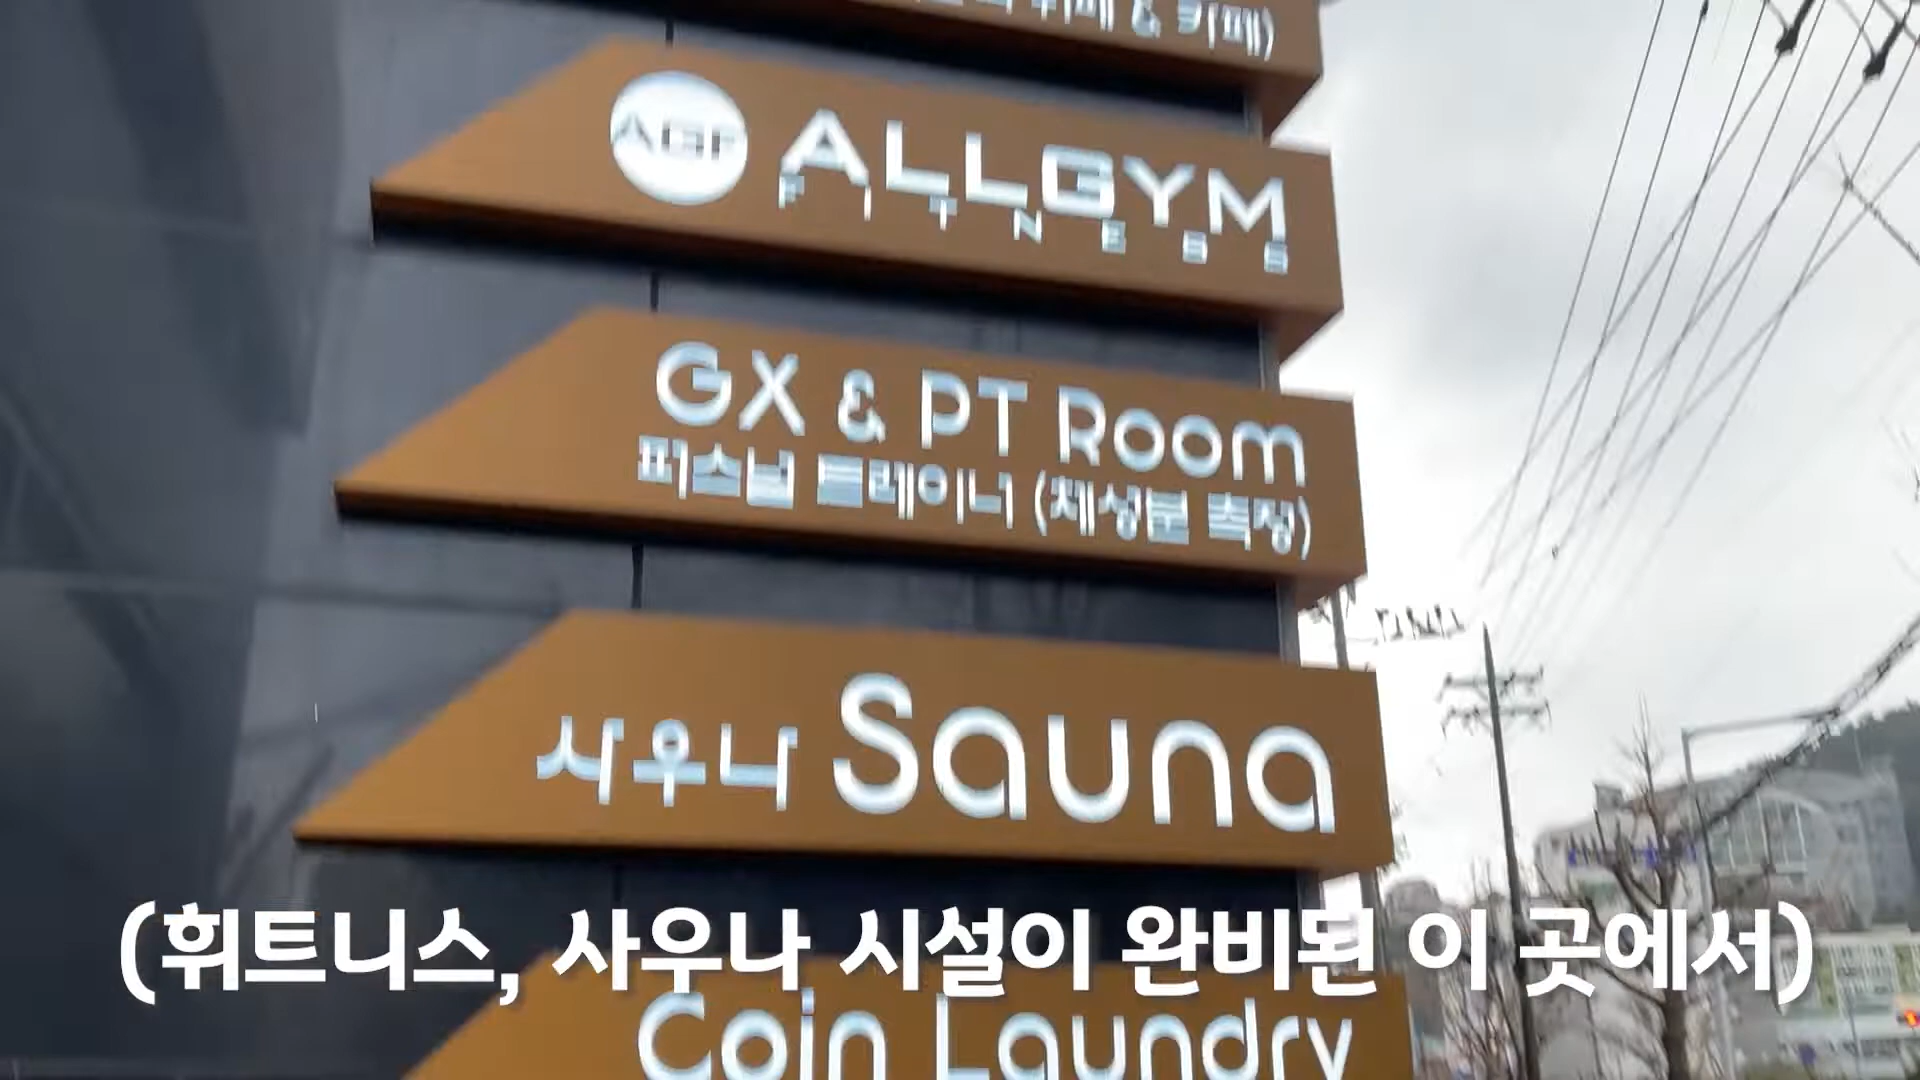 & 카페)
AGF ALLGYM
FITNESS
GX & PT Room
퍼스널 트레이너 (체성분 측정)
사우나 Sauna
(휘트니스, 사우나 시설이 완비된 이 곳에서)
Coin Laundry